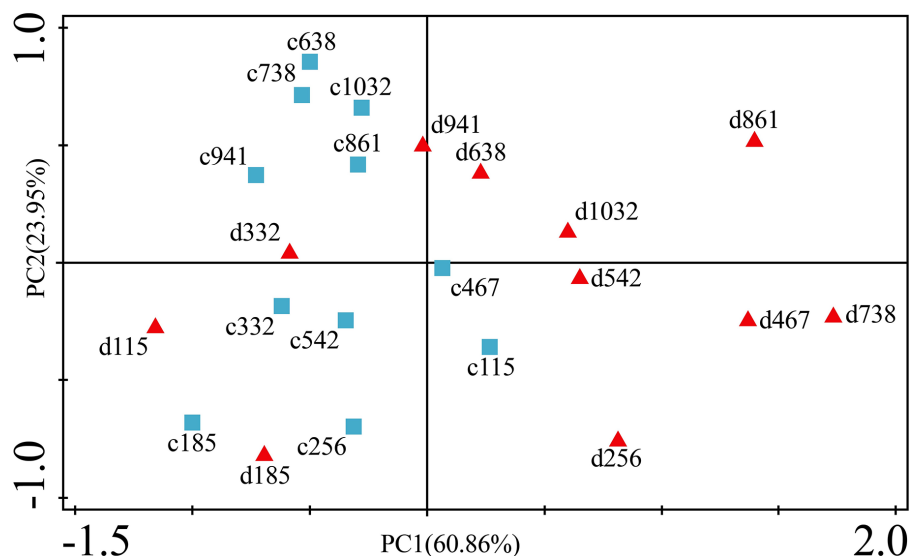 1.0
c638
c738
c1032
d861
d941
c861
d638
c941
d1032
d332
PC2(23.95%)
c467
d542
c332
c542
d467
d738
d115
c115
c185
c256
d256
d185
-1.0
-1.5
PC1(60.86%)
2.0